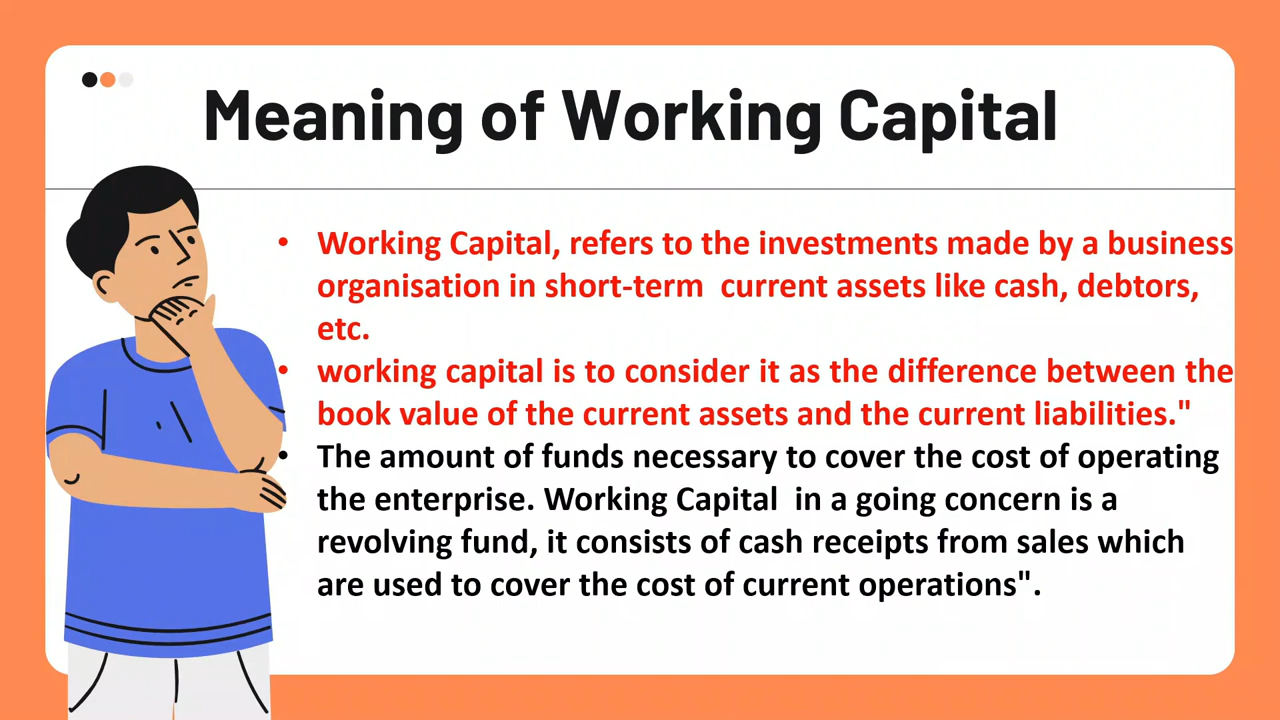 Meaning of Working Capital
• Working Capital, refers to the investments made by a business
organisation in short-term  current assets like cash, debtors,
etc.
• working capital is to consider it as the difference between the
book value of the current assets and the current liabilities."
• The amount of funds necessary to cover the cost of operating
the enterprise. Working Capital  in a going concern is a
revolving fund, it consists of cash receipts from sales which
are used to cover the cost of current operations".